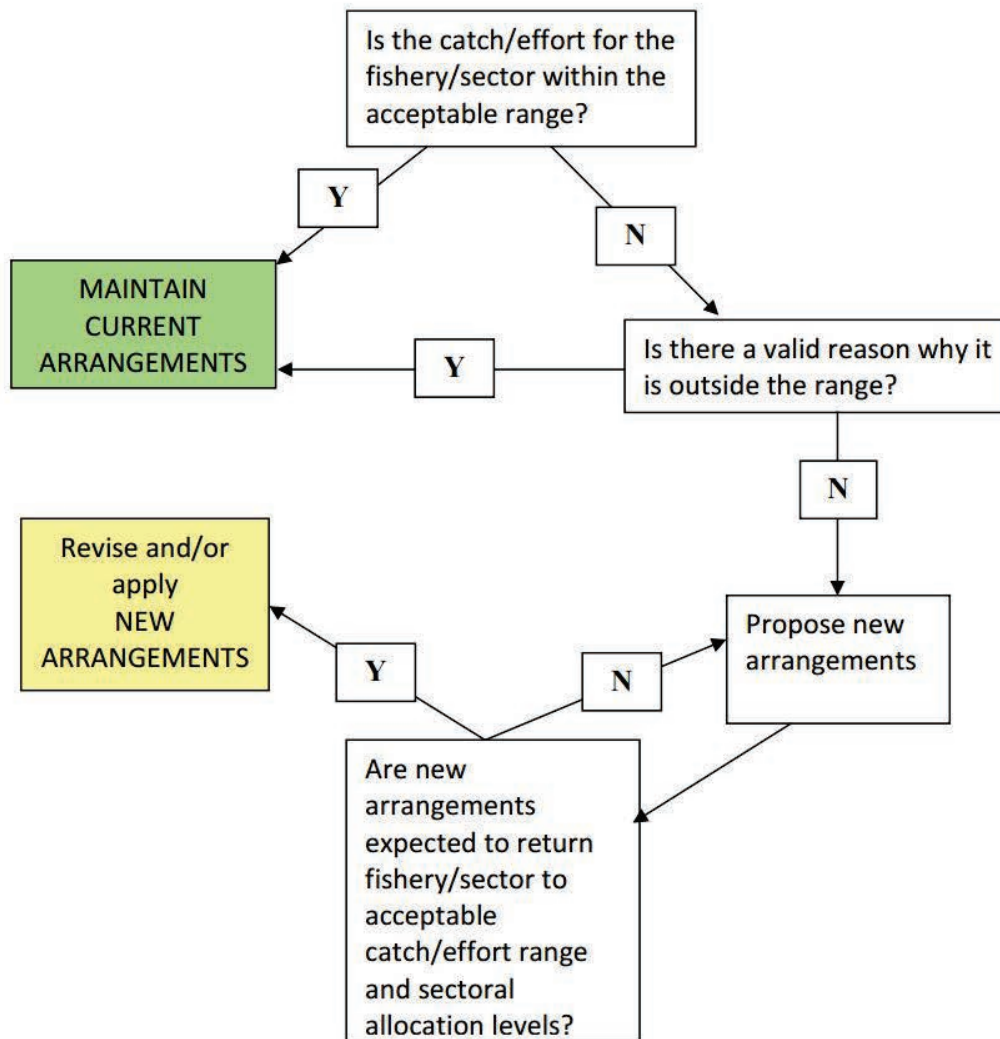 Is the catch/effort for the
fishery/sector within the
acceptable range?
Y
N
MAINTAIN
CURRENT
ARRANGEMENTS
Y
Is there a valid reason why it
is outside the range?
N
Revise and/or
apply
NEW
ARRANGEMENTS
Y
N
Propose new
arrangements
Are new
arrangements
expected to return
fishery/sector to
acceptable
catch/effort range
and sectoral
allocation levels?